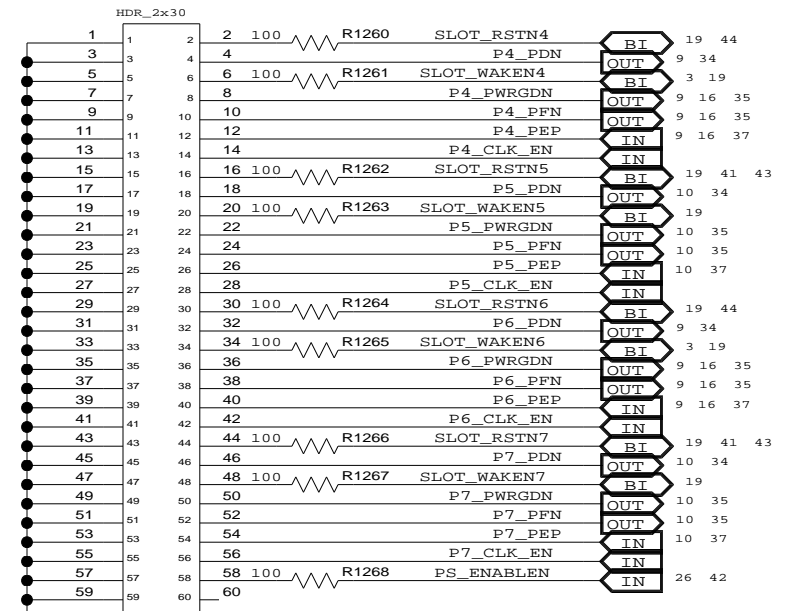 HDR_2x30
1 1 2 2 100 R1260 SLOT_RSTN4 BI 19 44
3 3 4 4 P4_PDN OUT 9 34
5 5 6 6 100 R1261 SLOT_WAKEN4 BI 3 19
7 7 8 8 P4_PWRGDN OUT 9 16 35
9 9 10 10 P4_PFN OUT 9 16 35
11 11 12 12 P4_PEP IN 9 16 37
13 13 14 14 P4_CLK_EN IN
15 15 16 16 100 R1262 SLOT_RSTN5 BI 19 41 43
17 17 18 18 P5_PDN OUT 10 34
19 19 20 20 100 R1263 SLOT_WAKEN5 BI 19
21 21 22 22 P5_PWRGDN OUT 10 35
23 23 24 24 P5_PFN OUT 10 35
25 25 26 26 P5_PEP IN 10 37
27 27 28 28 P5_CLK_EN IN
29 29 30 30 100 R1264 SLOT_RSTN6 BI 19 44
31 31 32 32 P6_PDN OUT 9 34
33 33 34 34 100 R1265 SLOT_WAKEN6 BI 3 19
35 35 36 36 P6_PWRGDN OUT 9 16 35
37 37 38 38 P6_PFN OUT 9 16 35
39 39 40 40 P6_PEP IN 9 16 37
41 41 42 42 P6_CLK_EN IN
43 43 44 44 100 R1266 SLOT_RSTN7 BI 19 41 43
45 45 46 46 P7_PDN OUT 10 34
47 47 48 48 100 R1267 SLOT_WAKEN7 BI 19
49 49 50 50 P7_PWRGDN OUT 10 35
51 51 52 52 P7_PFN OUT 10 35
53 53 54 54 P7_PEP IN 10 37
55 55 56 56 P7_CLK_EN IN
57 57 58 58 100 R1268 PS_ENABLEN IN 26 42
59 59 60 60